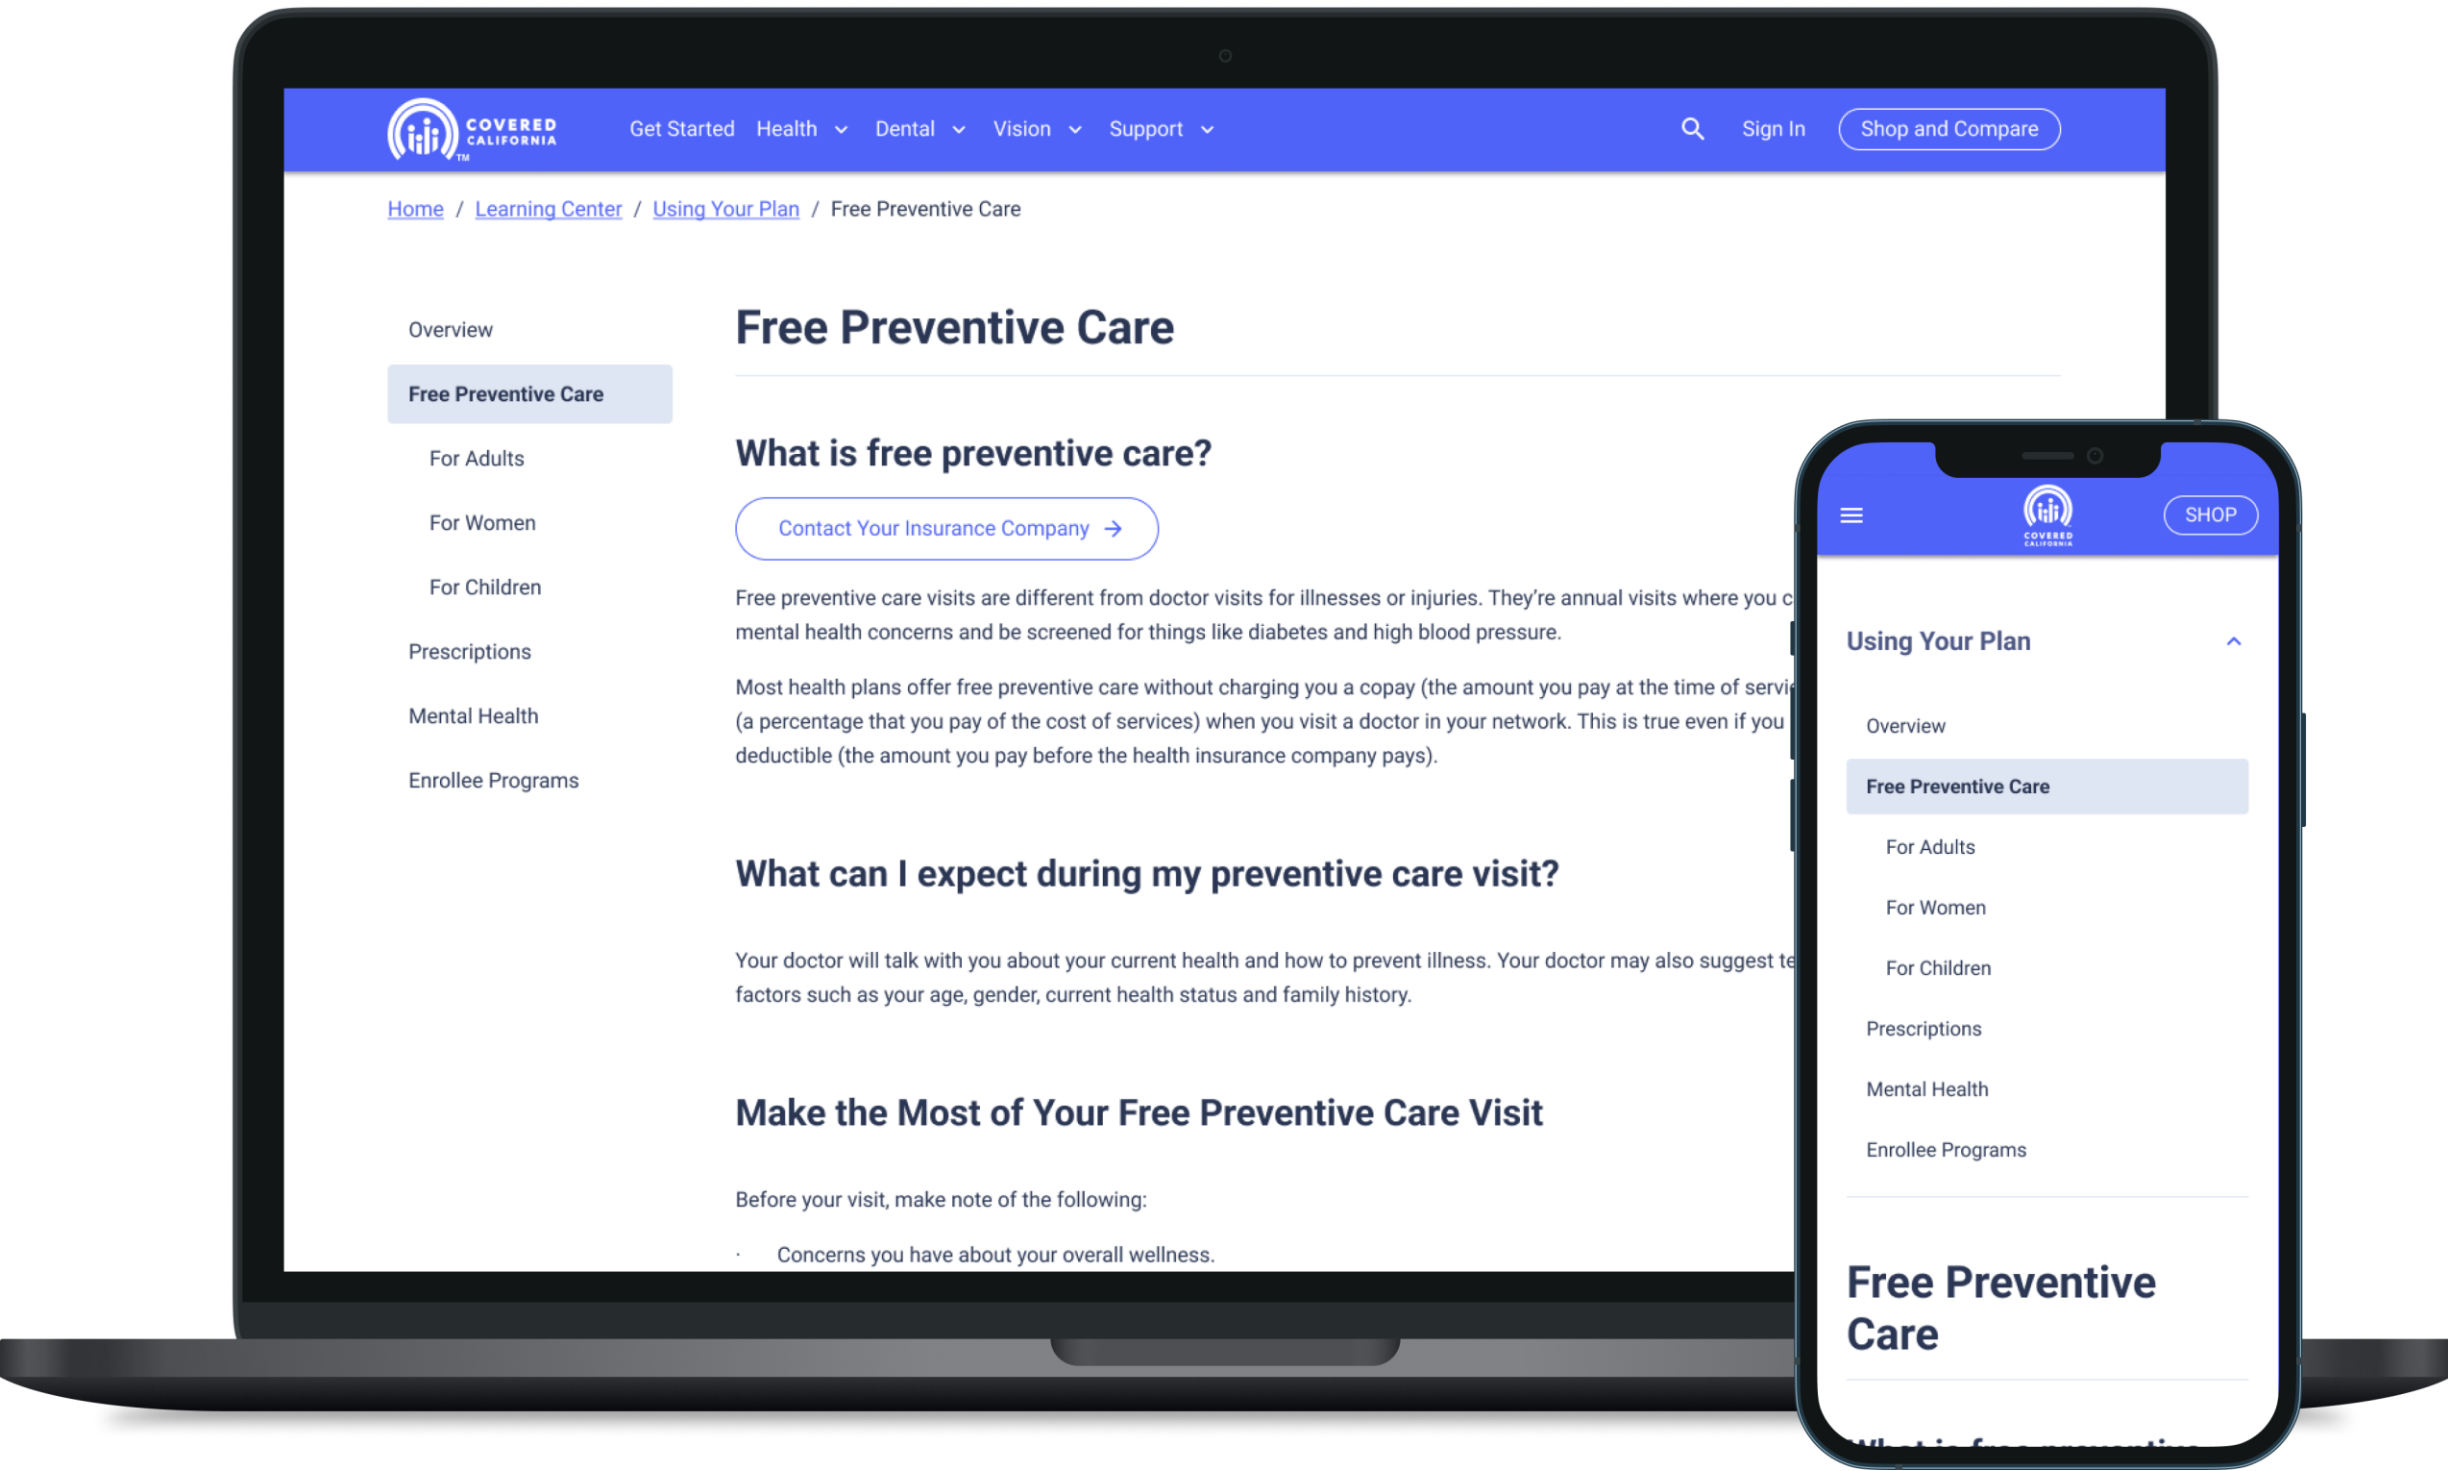 COVERED
CALIFORNIA
TM
Get Started Health Dental Vision Support Sign In Shop and Compare
Home / Learning Center / Using Your Plan / Free Preventive Care
Overview
Free Preventive Care
For Adults
For Women
For Children
Prescriptions
Mental Health
Enrollee Programs
Free Preventive Care
What is free preventive care?
Contact Your Insurance Company →
Free preventive care visits are different from doctor visits for illnesses or injuries. They’re annual visits where you
mental health concerns and be screened for things like diabetes and high blood pressure.
Most health plans offer free preventive care without charging you a copay (the amount you pay at the time of
(a percentage that you pay of the cost of services) when you visit a doctor in your network. This is true even if you
deductible (the amount you pay before the health insurance company pays).
What can I expect during my preventive care visit?
Your doctor will talk with you about your current health and how to prevent illness. Your doctor may also suggest
factors such as your age, gender, current health status and family history.
Make the Most of Your Free Preventive Care Visit
Before your visit, make note of the following:
· Concerns you have about your overall wellness.
COVERED
CALIFORNIA
SHOP
Using Your Plan
Overview
Free Preventive Care
For Adults
For Women
For Children
Prescriptions
Mental Health
Enrollee Programs
Free Preventive
Care
What is free preventive